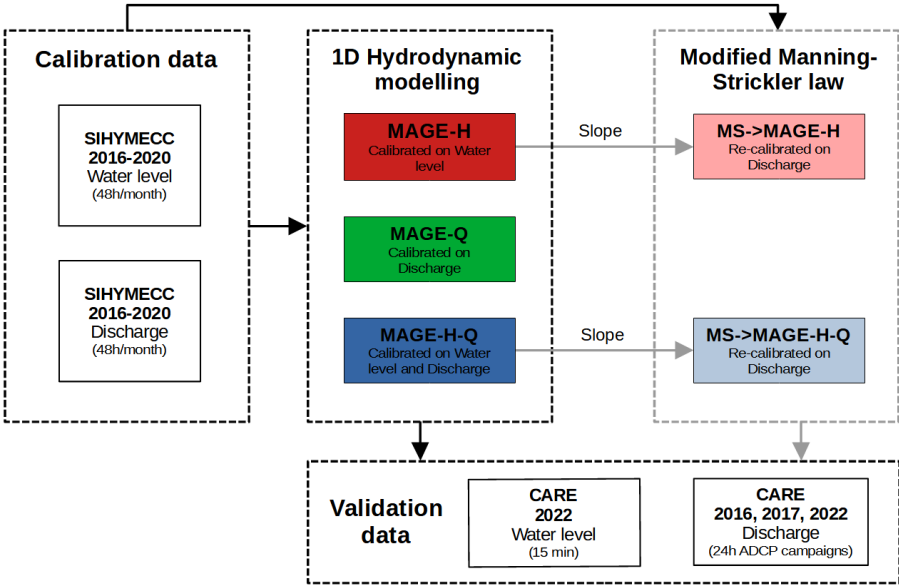 Calibration data
SIHYMECC
2016-2020
Water level
(48h/month)
SIHYMECC
2016-2020
Discharge
(48h/month)
1D Hydrodynamic
modelling
MAGE-H
Calibrated on Water
level
MAGE-Q
Calibrated on
Discharge
MAGE-H-Q
Calibrated on Water
level and Discharge
Slope
Slope
Modified Manning-
Strickler law
MS->MAGE-H
Re-calibrated on
Discharge
MS->MAGE-H-Q
Re-calibrated on
Discharge
Validation
data
CARE
2022
Water level
(15 min)
CARE
2016, 2017, 2022
Discharge
(24h ADCP campaigns)